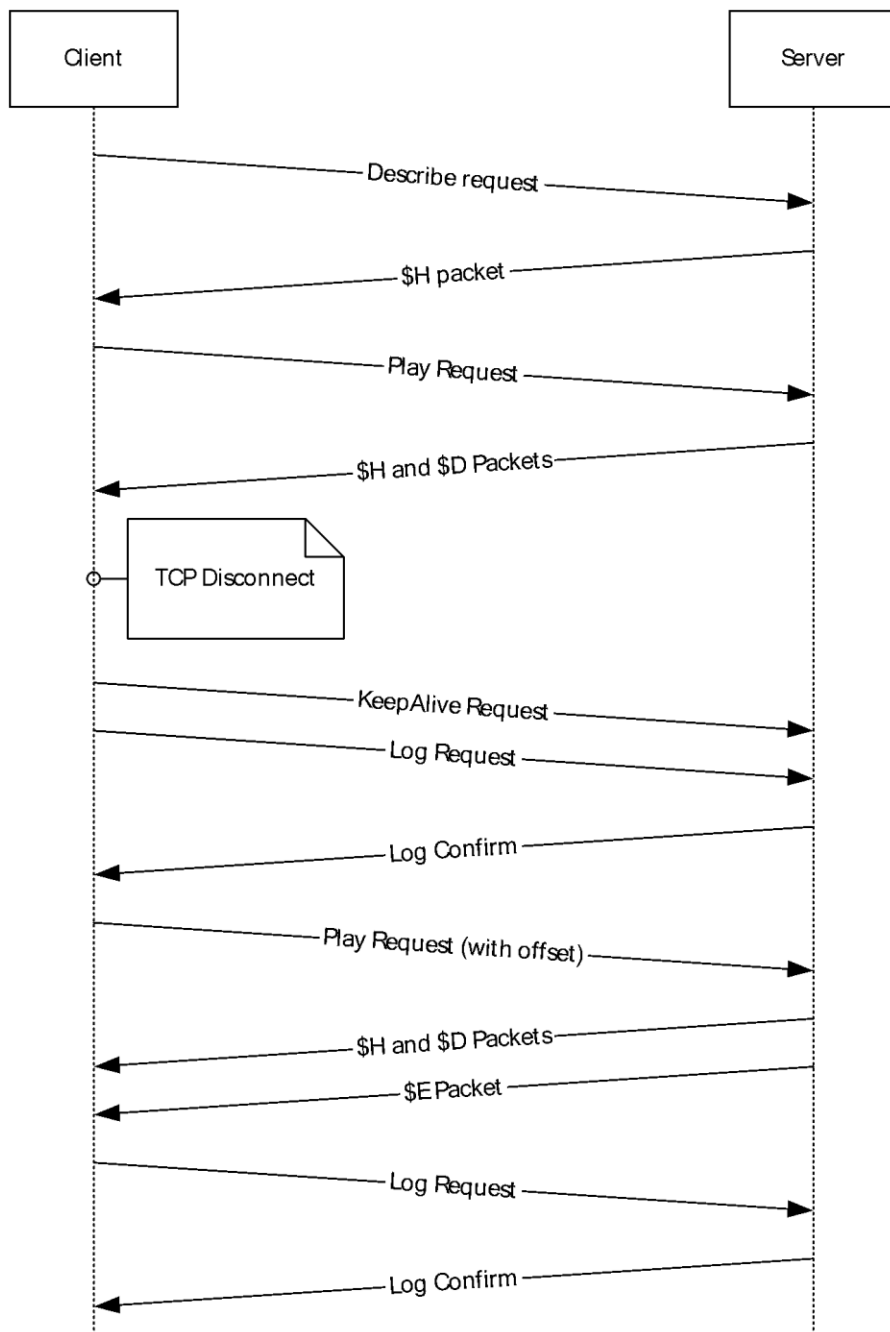 Client
Server
Describe request
$H packet
Play Request
$H and $D Packets
TCP Disconnect
KeepAlive Request
Log Request
Log Confirm
Play Request (with offset)
$H and $D Packets
$E Packet
Log Request
Log Confirm